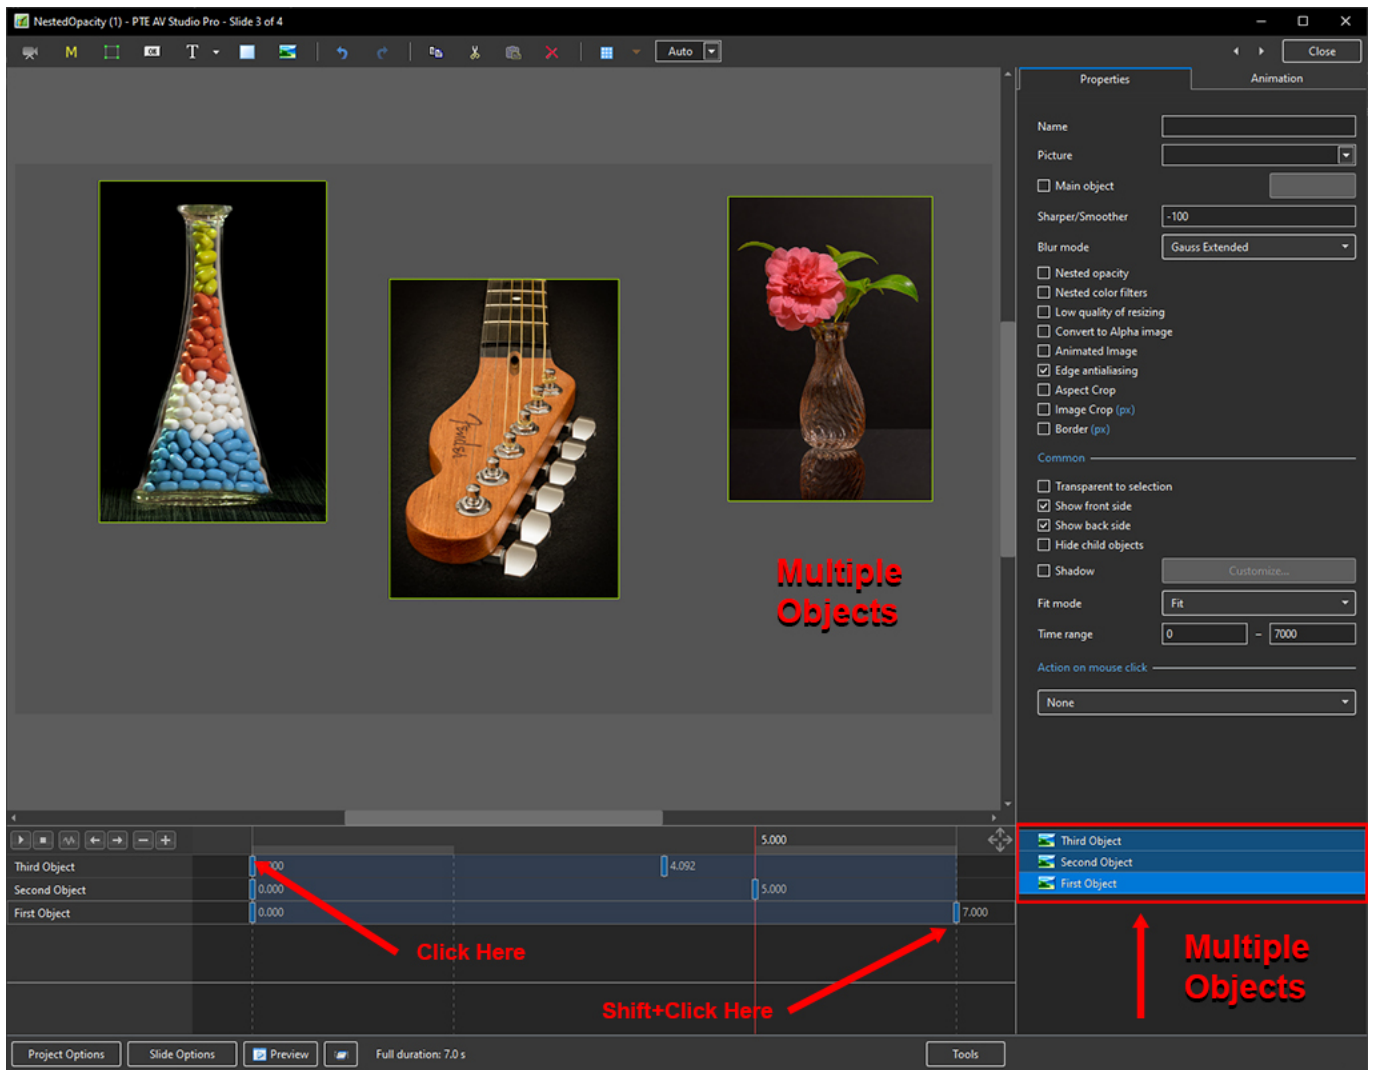 NestedOpacity (1) - PTE AV Studio Pro - Slide 3 of 4
M OK T Auto Close
Properties Animation
Name
Picture
Main object
Sharper/Smoother -100
Blur mode Gauss Extended
Nested opacity
Nested color filters
Low quality of resizing
Convert to Alpha image
Animated Image
Edge antialiasing
Aspect Crop
Image Crop (px)
Border (px)
Common
Transparent to selection
Show front side
Show back side
Hide child objects
Shadow Customize...
Fit mode Fit
Time range 0 – 7000
Action on mouse click
None
Fender
Multiple
Objects
5.000
Third Object 4.092
Second Object 0.000 5.000
First Object 0.000 7.000
Click Here
Shift+Click Here
Third Object
Second Object
First Object
Multiple
Objects
Project Options Slide Options Preview Full duration: 7.0 s Tools